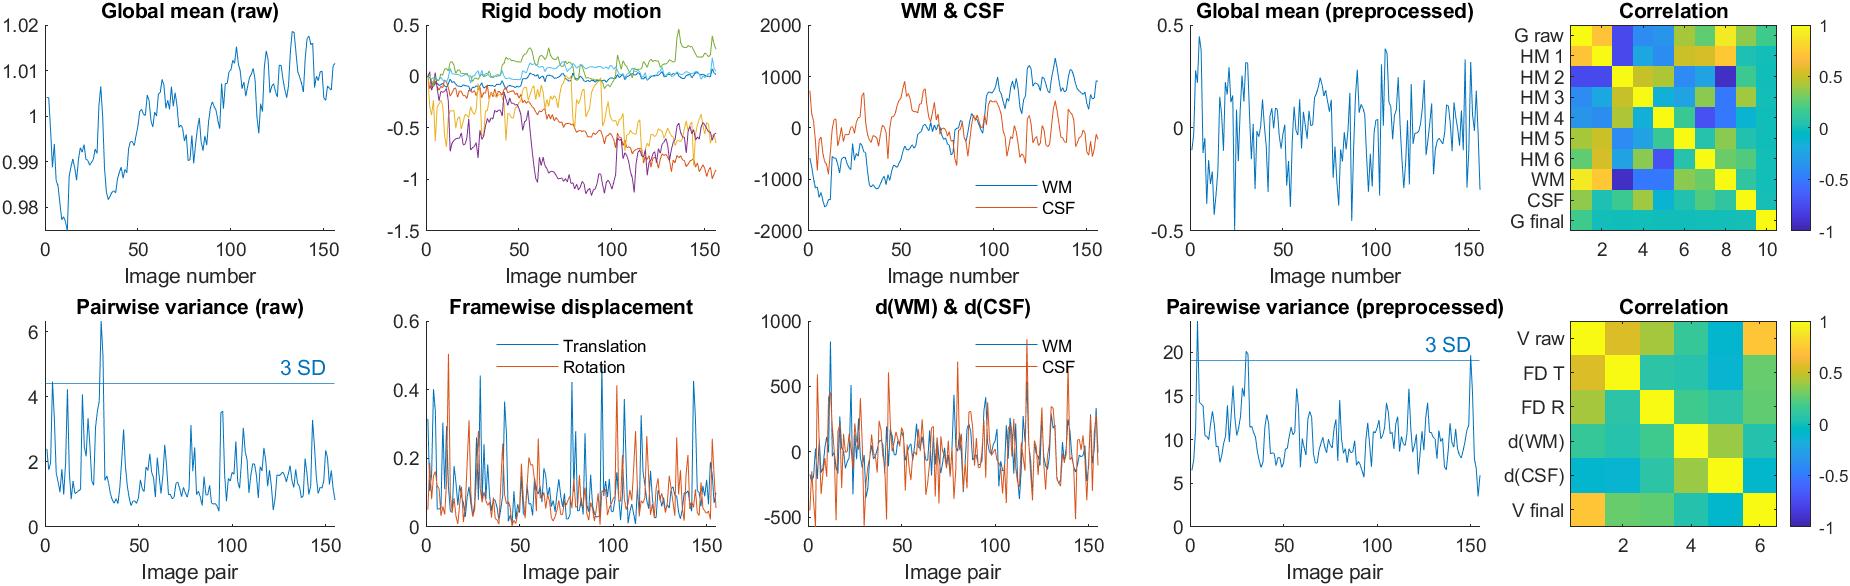 Global mean (raw)
1.02
1.01
1
0.99
0.98
50
100
150
Image number
Rigid body motion
0.5
0
-0.5
-1
-1.5
0
50
100
150
Image number
WM & CSF
2000
1000
0
-1000
-2000
WM
CSF
0
50
100
150
Image number
Global mean (preprocessed)
0.5
0
-0.5
0
50
100
150
Image number
Correlation
G raw
HM 1
HM 2
HM 3
HM 4
HM 5
HM 6
WM
CSF
G final
2
4
6
8
10
1
0.5
0
-0.5
-1
Pairwise variance (raw)
6
4
2
0
3 SD
0
50
100
150
Image pair
Framewise displacement
0.6
0.4
0.2
0
Translation
Rotation
0
50
100
150
Image pair
d(WM) & d(CSF)
1000
500
0
-500
WM
CSF
0
50
100
150
Image pair
Pairewise variance (preprocessed)
20
15
10
5
0
3 SD
0
50
100
150
Image pair
Correlation
V raw
FD T
FD R
d(WM)
d(CSF)
V final
2
4
6
1
0.5
0
-0.5
-1